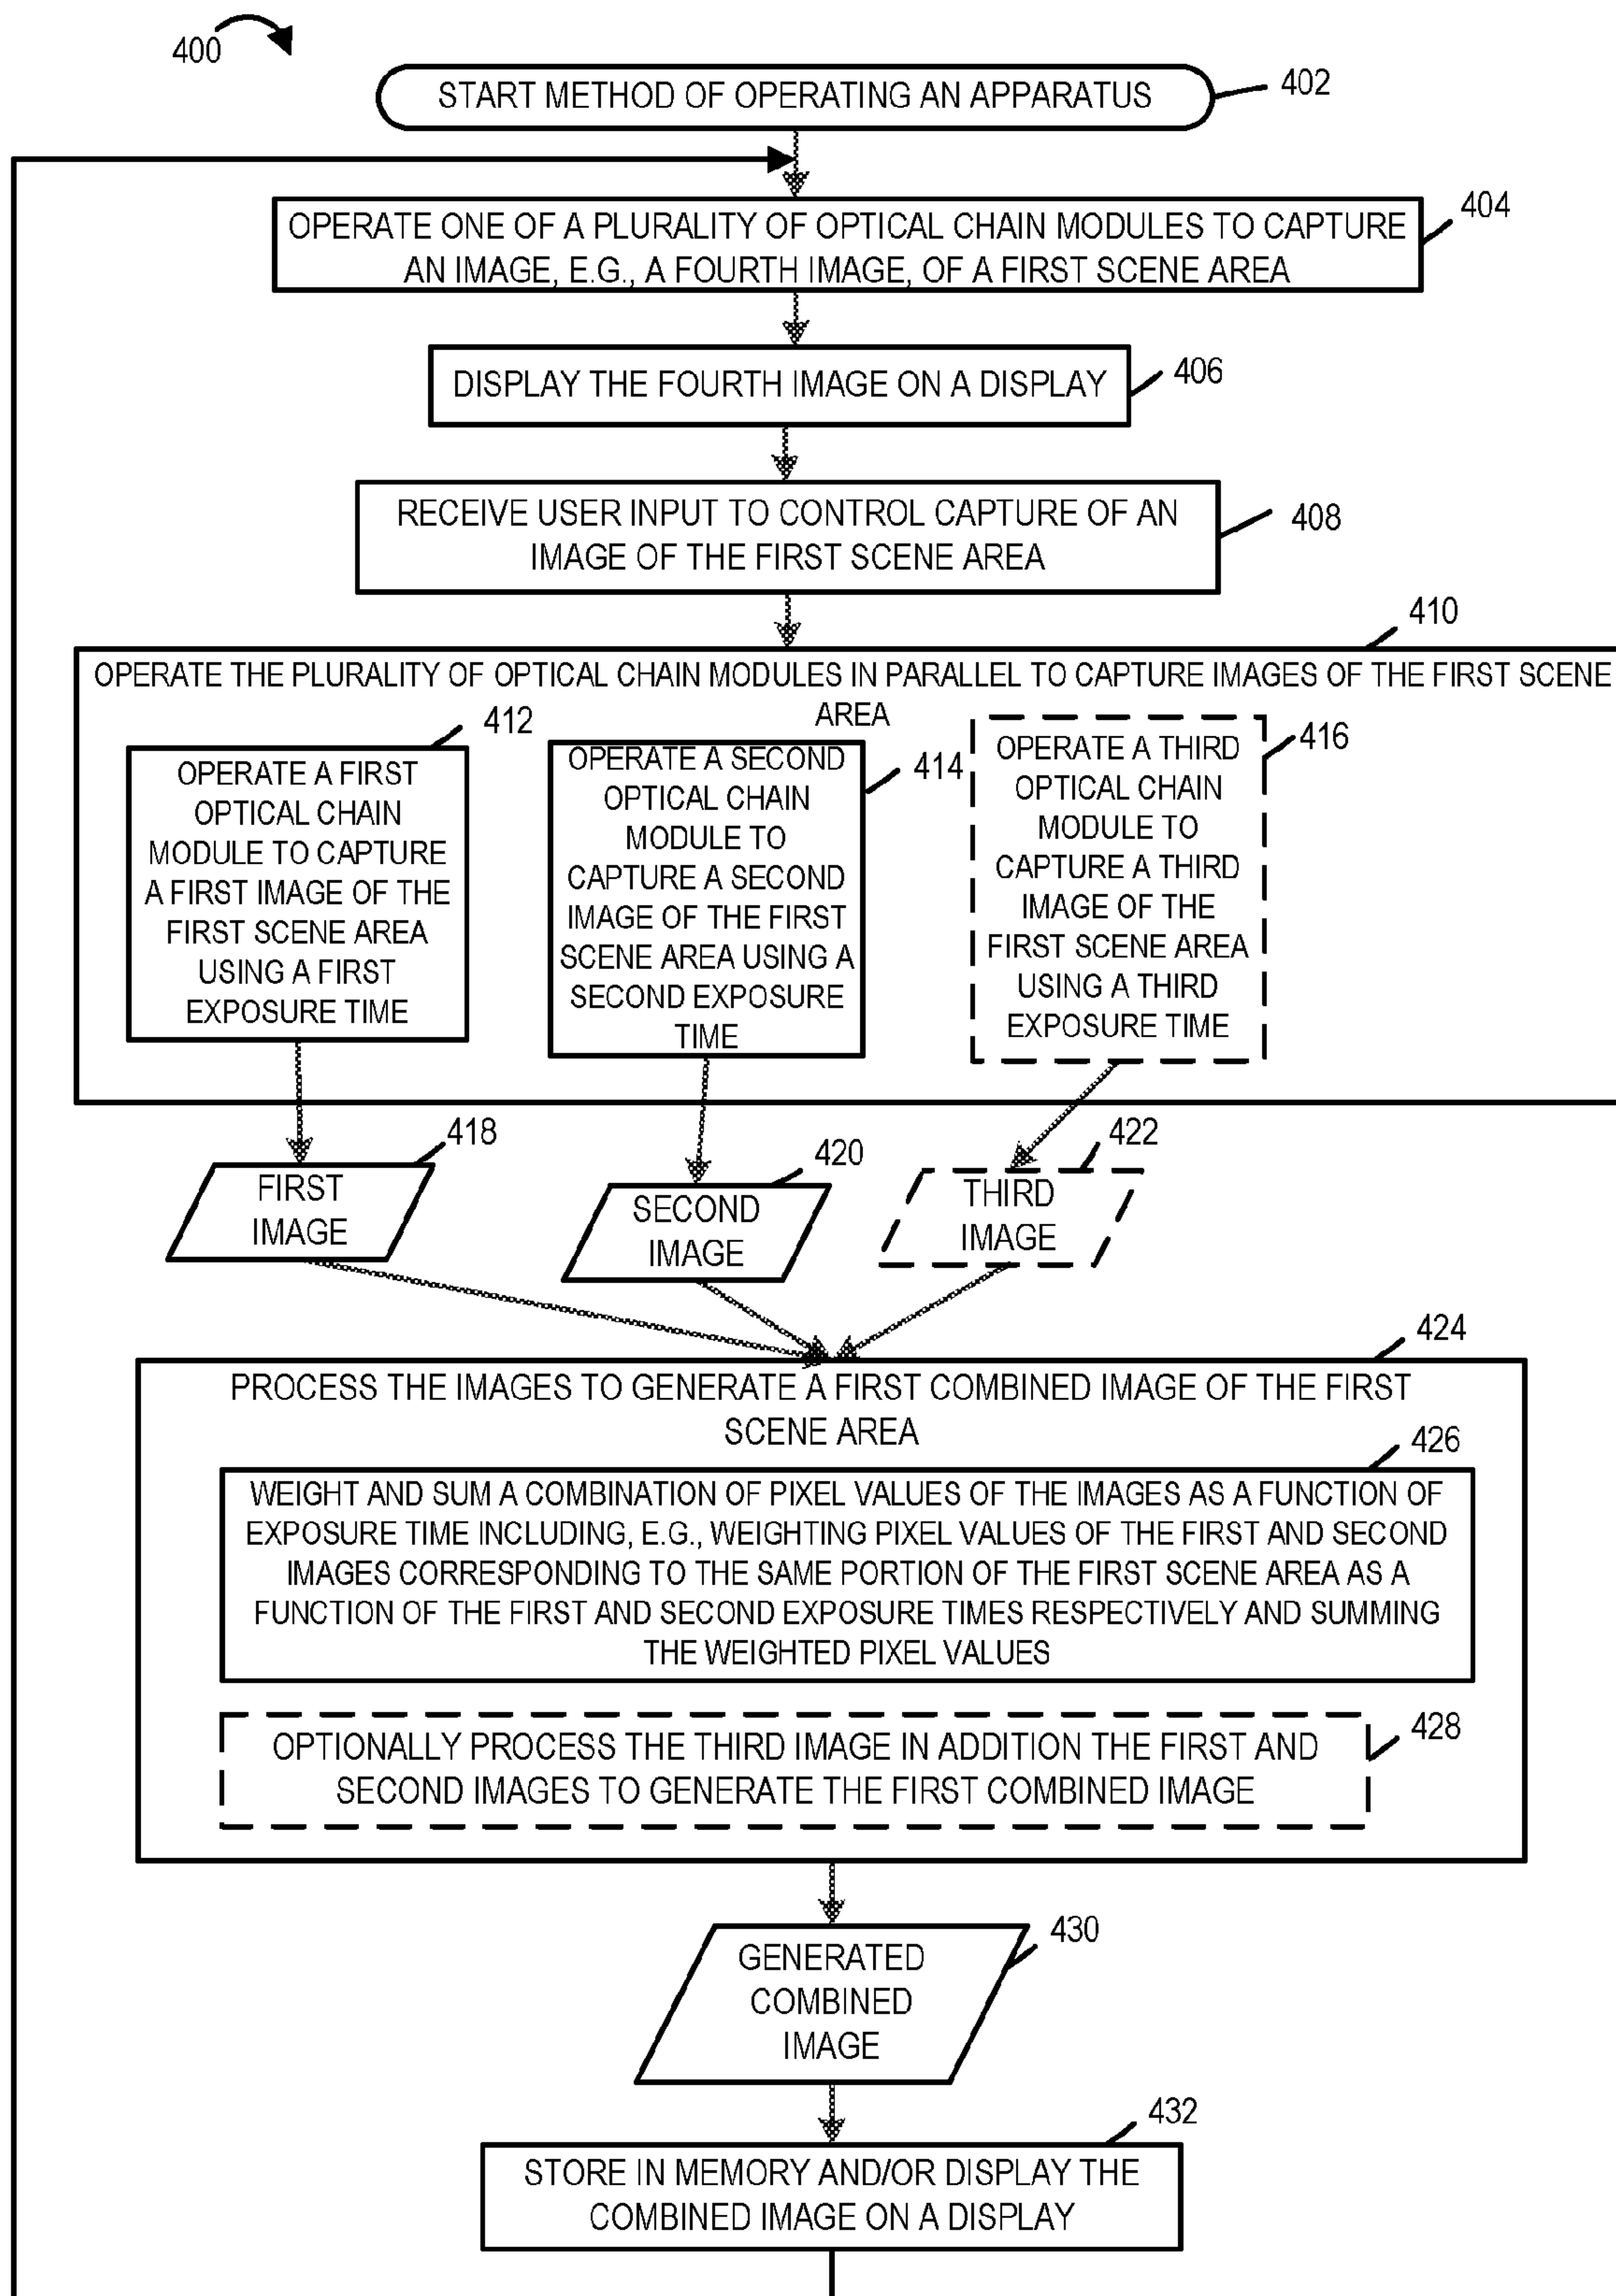 400
START METHOD OF OPERATING AN APPARATUS
402
OPERATE ONE OF A PLURALITY OF OPTICAL CHAIN MODULES TO CAPTURE
AN IMAGE, E.G., A FOURTH IMAGE, OF A FIRST SCENE AREA
404
DISPLAY THE FOURTH IMAGE ON A DISPLAY
406
RECEIVE USER INPUT TO CONTROL CAPTURE OF AN
IMAGE OF THE FIRST SCENE AREA
408
410
OPERATE THE PLURALITY OF OPTICAL CHAIN MODULES IN PARALLEL TO CAPTURE IMAGES OF THE FIRST SCENE
AREA
412
OPERATE A FIRST
OPTICAL CHAIN
MODULE TO CAPTURE
A FIRST IMAGE OF THE
FIRST SCENE AREA
USING A FIRST
EXPOSURE TIME
414
OPERATE A SECOND
OPTICAL CHAIN
MODULE TO
CAPTURE A SECOND
IMAGE OF THE FIRST
SCENE AREA USING A
SECOND EXPOSURE
TIME
416
OPERATE A THIRD
OPTICAL CHAIN
MODULE TO
CAPTURE A THIRD
IMAGE OF THE
FIRST SCENE AREA
USING A THIRD
EXPOSURE TIME
418
FIRST
IMAGE
420
SECOND
IMAGE
422
THIRD
IMAGE
424
PROCESS THE IMAGES TO GENERATE A FIRST COMBINED IMAGE OF THE FIRST
SCENE AREA
426
WEIGHT AND SUM A COMBINATION OF PIXEL VALUES OF THE IMAGES AS A FUNCTION OF
EXPOSURE TIME INCLUDING, E.G., WEIGHTING PIXEL VALUES OF THE FIRST AND SECOND
IMAGES CORRESPONDING TO THE SAME PORTION OF THE FIRST SCENE AREA AS A
FUNCTION OF THE FIRST AND SECOND EXPOSURE TIMES RESPECTIVELY AND SUMMING
THE WEIGHTED PIXEL VALUES
428
OPTIONALLY PROCESS THE THIRD IMAGE IN ADDITION THE FIRST AND
SECOND IMAGES TO GENERATE THE FIRST COMBINED IMAGE
430
GENERATED
COMBINED
IMAGE
432
STORE IN MEMORY AND/OR DISPLAY THE
COMBINED IMAGE ON A DISPLAY